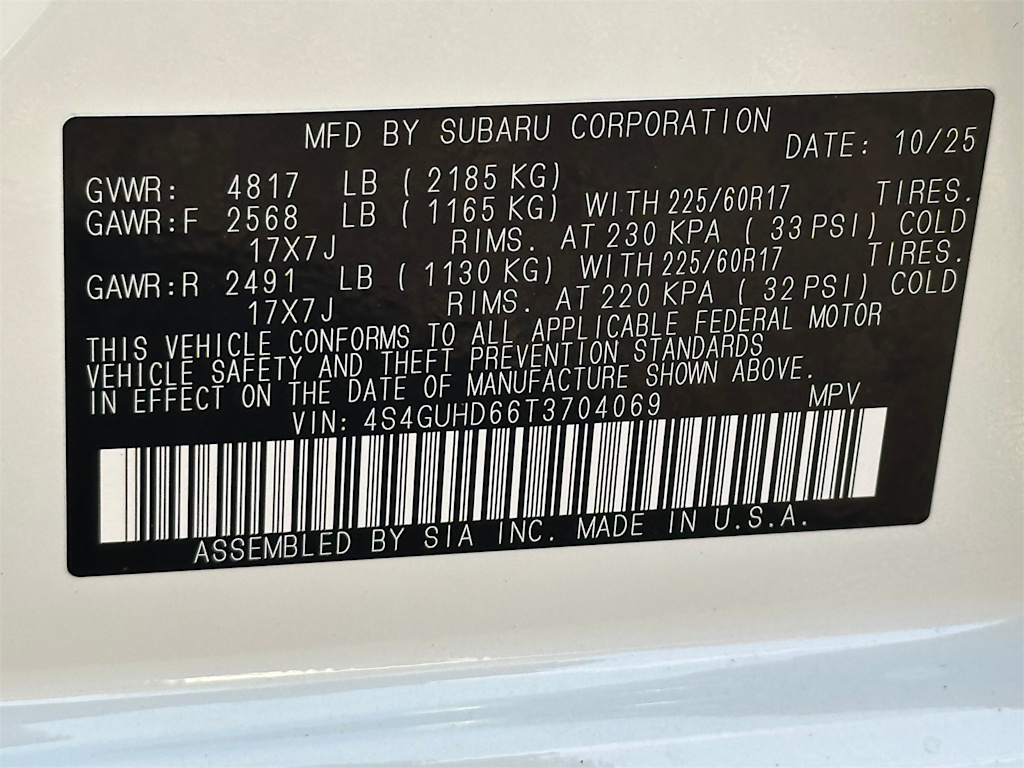 MFD BY SUBARU CORPORATION DATE: 10/25
GVWR: 4817 LB ( 2185 KG)
GAWR:F 2568 LB ( 1165 KG) WITH 225/60R17 TIRES.
17X7J RIMS. AT 230 KPA ( 33 PSI) COLD
GAWR:R 2491 LB ( 1130 KG) WITH 225/60R17 TIRES.
17X7J RIMS. AT 220 KPA ( 32 PSI) COLD
THIS VEHICLE CONFORMS TO ALL APPLICABLE FEDERAL MOTOR
VEHICLE SAFETY AND THEFT PREVENTION STANDARDS
IN EFFECT ON THE DATE OF MANUFACTURE SHOWN ABOVE.
VIN: 4S4GUHD66T3704069 MPV
ASSEMBLED BY SIA INC. MADE IN U.S.A.